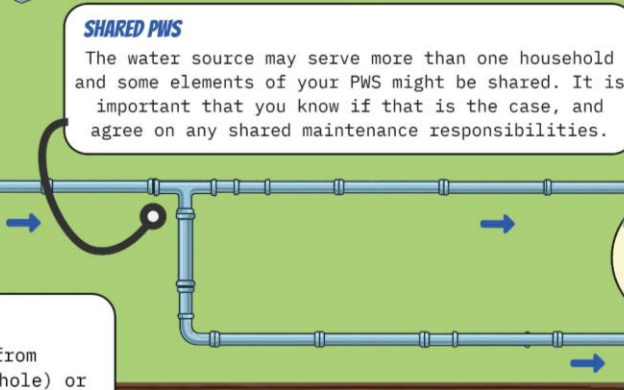 SHARED PWS
The water source may serve more than one household
and some elements of your PWS might be shared. It is
important that you know if that is the case, and
agree on any shared maintenance responsibilities.
from
hole) or